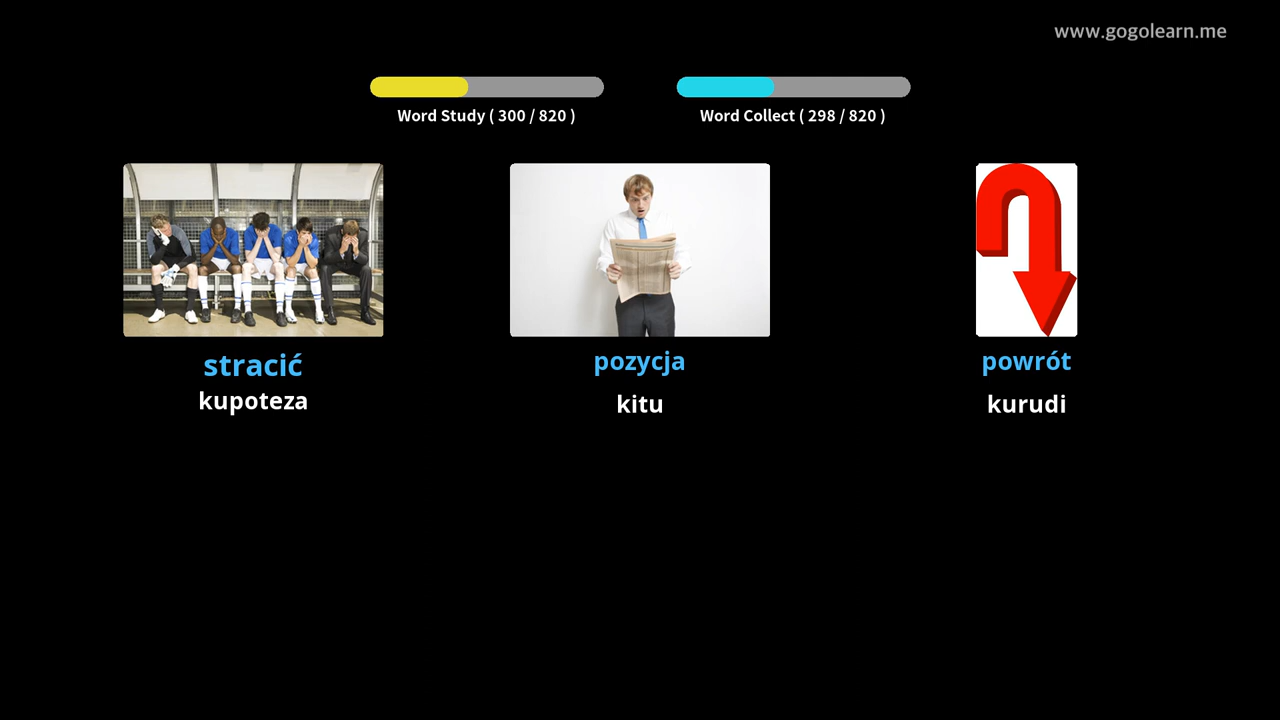 www.gogolearn.me
Word Study ( 300 / 820 )
Word Collect ( 298 / 820 )
stracić
pozycja
powrót
kupoteza
kitu
kurudi